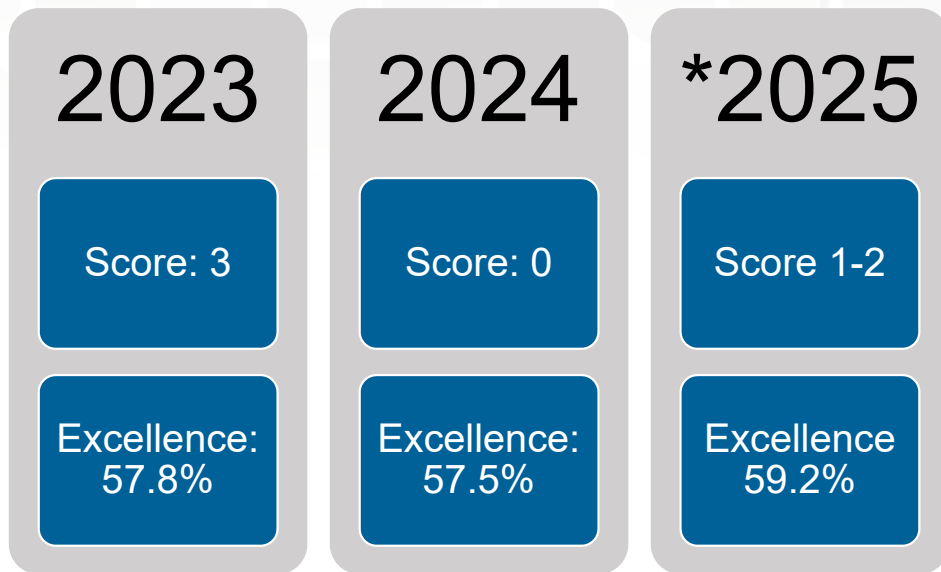 2023
Score: 3
Excellence:
57.8%
2024
Score: 0
Excellence:
57.5%
*2025
Score 1-2
Excellence
59.2%